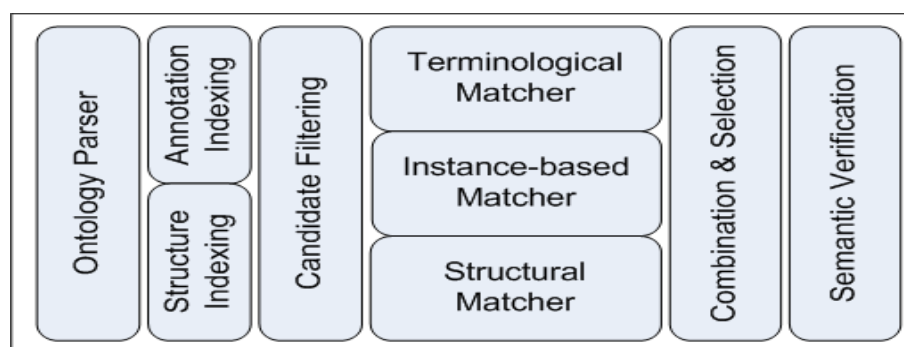 Ontology Parser
Annotation
Indexing
Structure
Indexing
Candidate Filtering
Terminological
Matcher
Instance-based
Matcher
Structural
Matcher
Combination & Selection
Semantic Verification